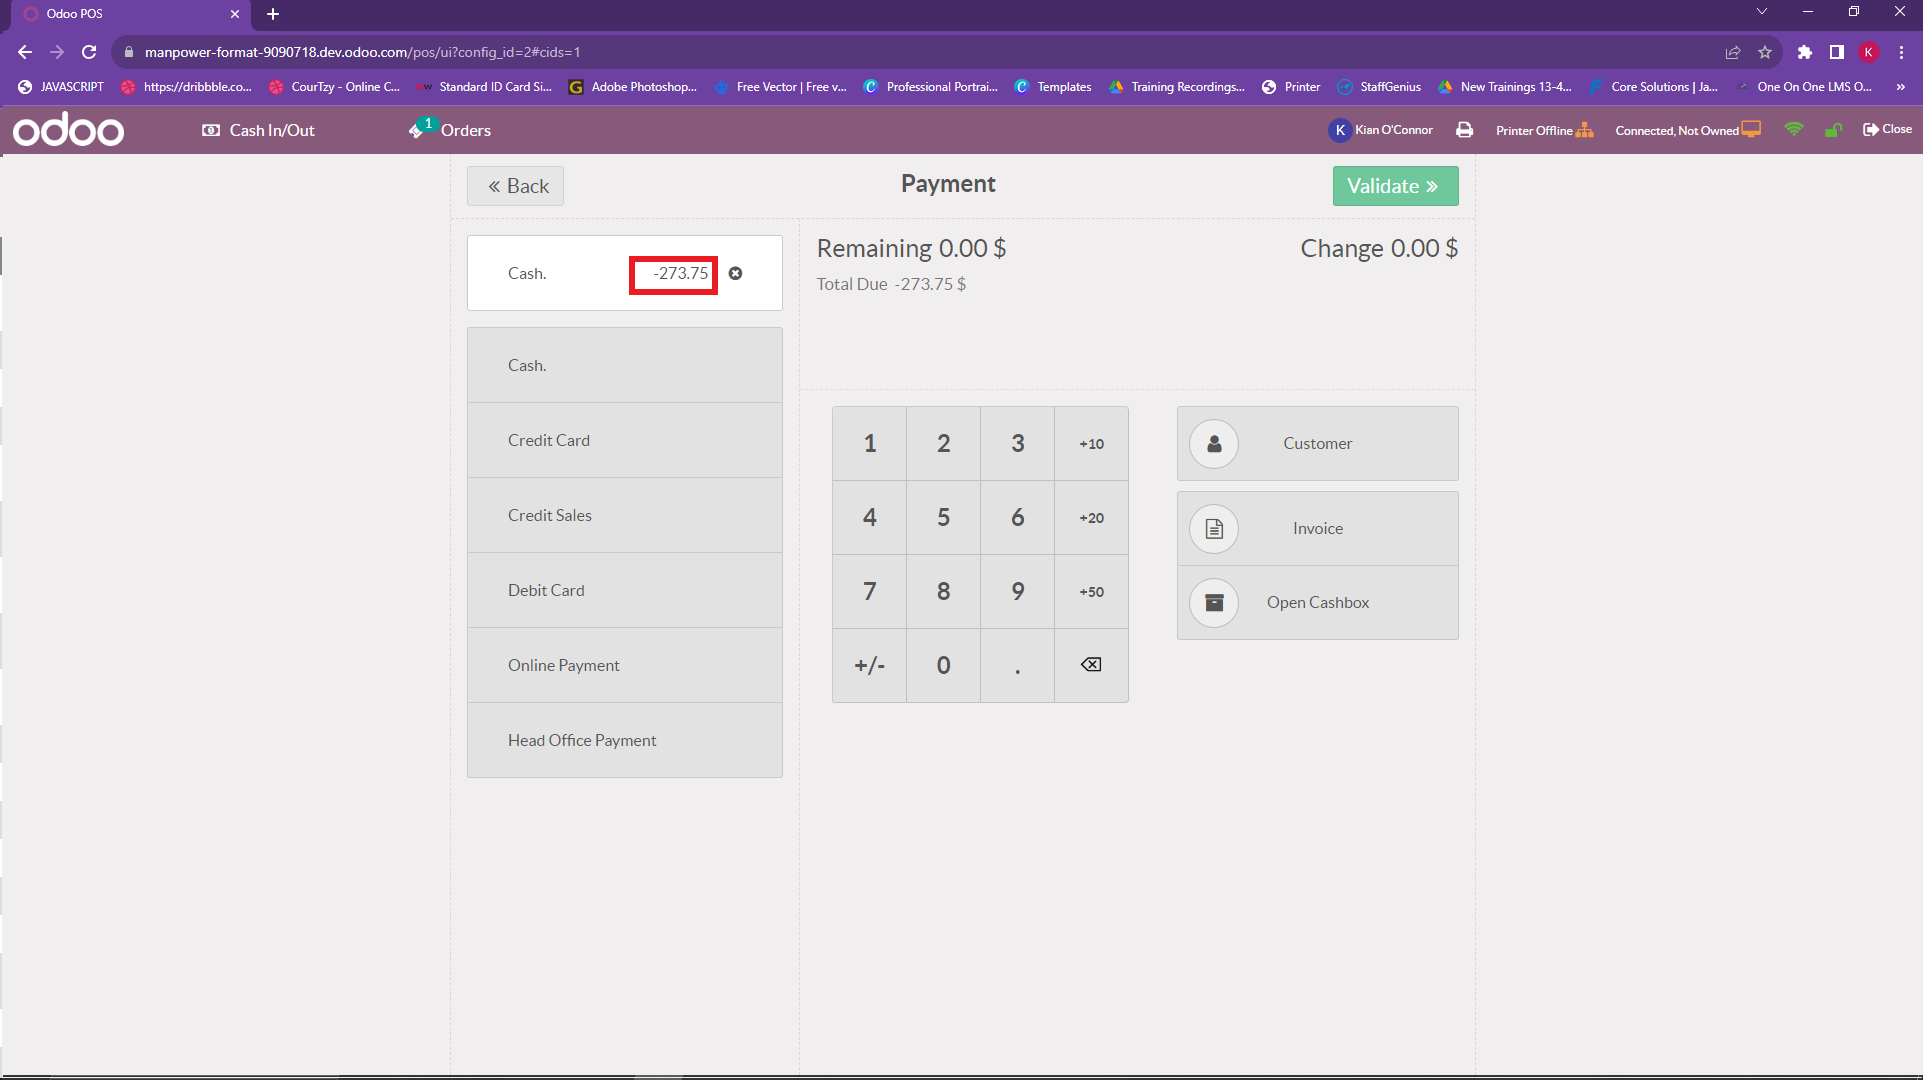 Odoo POS
manpower-format-9090718.dev.odoo.com/pos/ui?config_id=2#cids=1
K
JAVASCRIPT https://dribbble.co... CourTzy - Online C... Standard ID Card Si... Adobe Photoshop... Free Vector | Free v... Professional Portrai... Templates Training Recordings... Printer StaffGenius New Trainings 13-4... Core Solutions | Ja... One On One LMS O... »
odoo Cash In/Out 1 Orders K Kian O'Connor Printer Offline Connected, Not Owned Close
« Back Payment Validate »
Cash. -273.75
Remaining 0.00 $ Change 0.00 $
Total Due -273.75 $
Cash.
Credit Card
Credit Sales
Debit Card
Online Payment
Head Office Payment
1 2 3 +10
4 5 6 +20
7 8 9 +50
+/- 0 .
Customer
Invoice
Open Cashbox